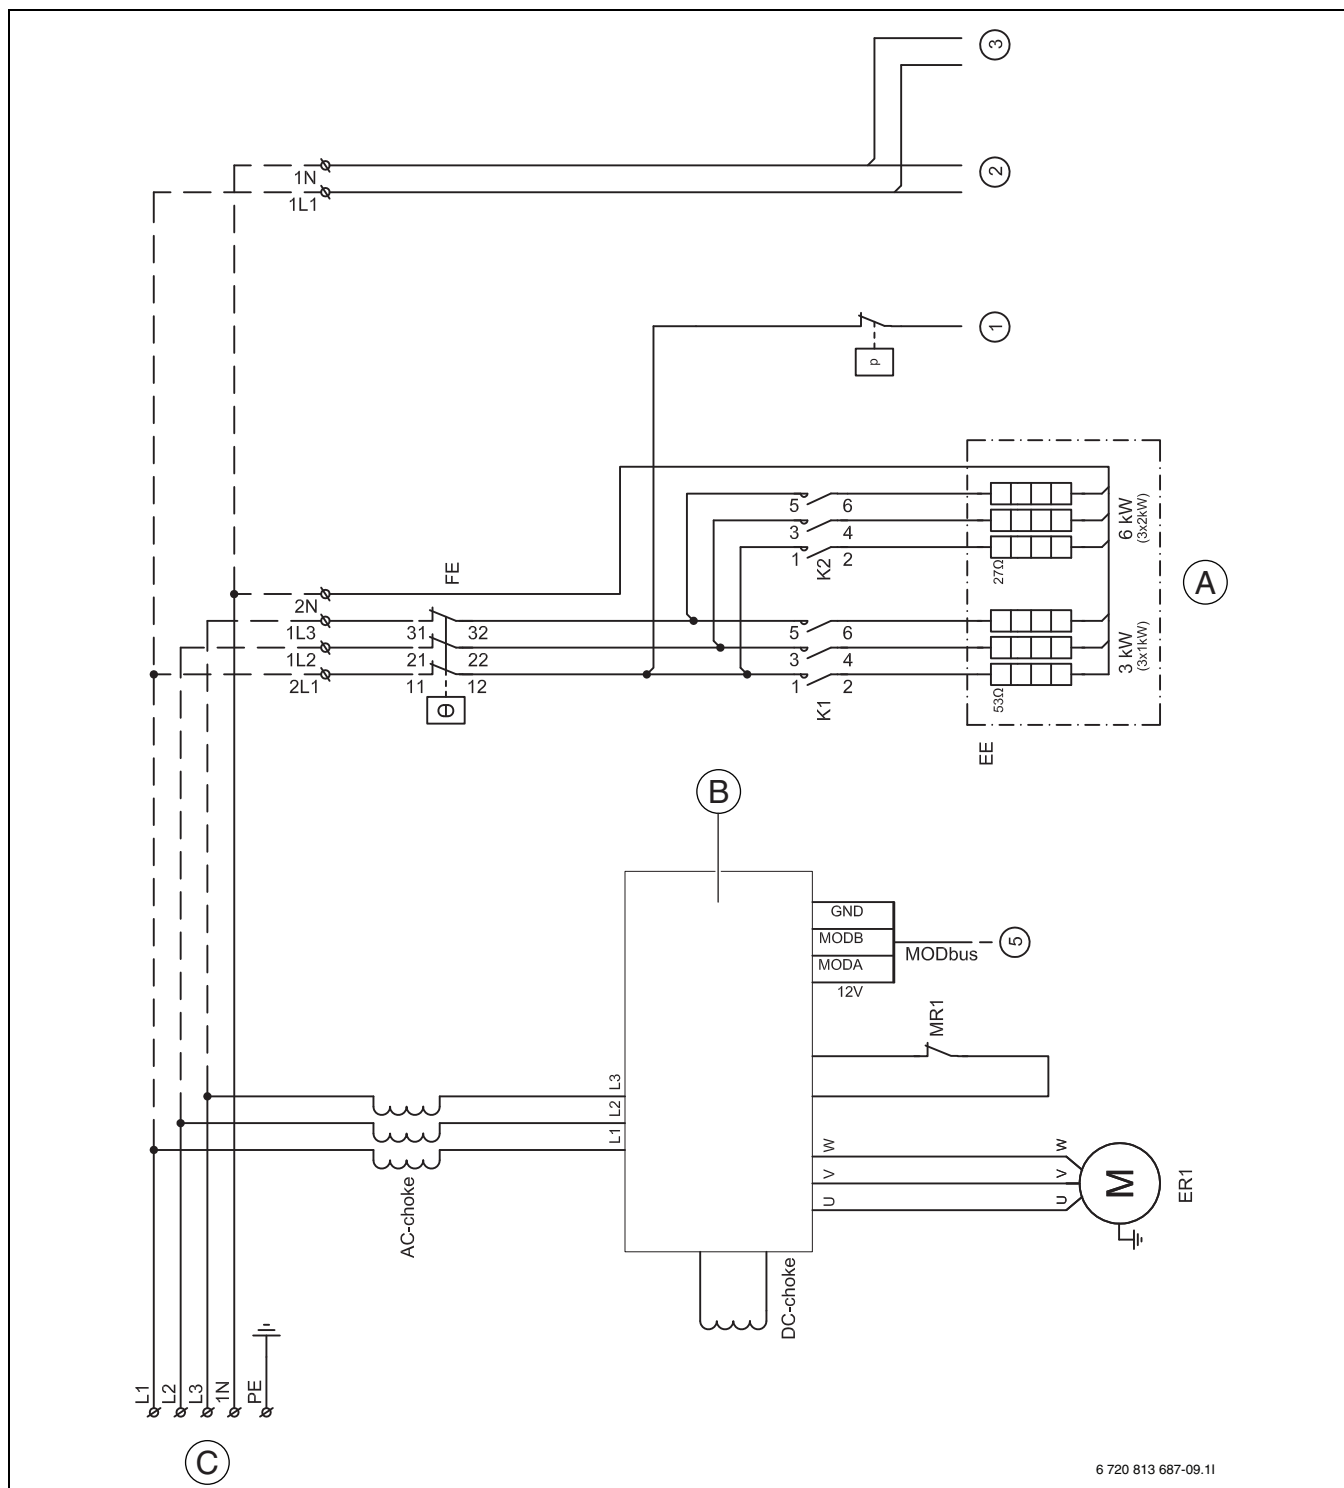 3
1N
2
1L1
1
p
5 6
3 4
1 2
K2
27Ω
6 kW
(3x2kW)
A
FE
2N
1L3
31 32
1L2
21 22
2L1
11 12
Θ
5 6
3 4
1 2
K1
53Ω
3 kW
(3x1kW)
EE
B
GND
MODB
MODA
12V
MODbus
5
MR1
L3
L2
L1
AC-choke
W
V
U
W
V
U
M
ER1
DC-choke
L1
L2
L3
1N
PE
C
6 720 813 687-09.1I